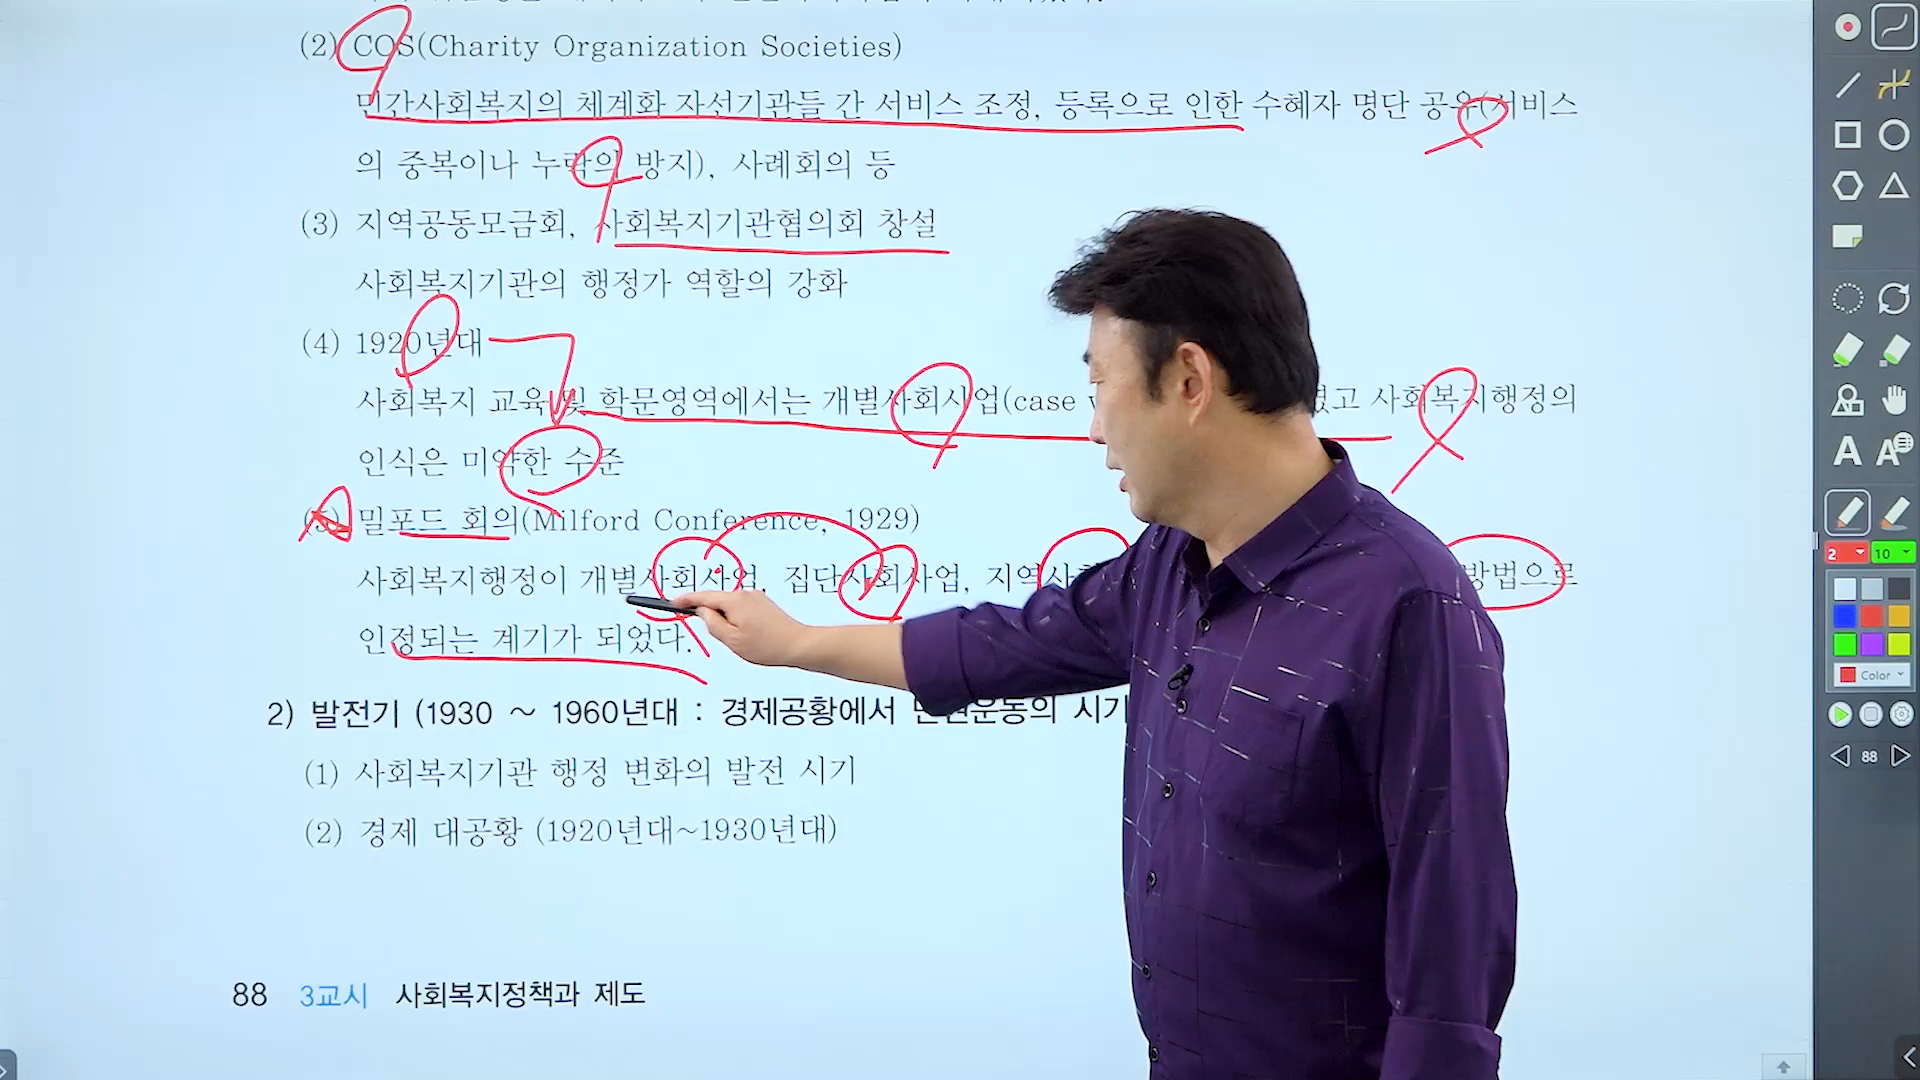 (2) COS(Charity Organization Societies)
민간사회복지의 체계화 자선기관들 간 서비스 조정, 등록으로 인한 수혜자 명단 공유(서비스
의 중복이나 누락의 방지), 사례회의 등
(3) 지역공동모금회, 사회복지기관협의회 창설
사회복지기관의 행정가 역할의 강화
(4) 1920년대
사회복지 교육 및 학문영역에서는 개별사회사업(case 사회복지행정의
인식은 미약한 수준
(5) 밀포드 회의(Milford Conference, 1929)
사회복지행정이 개별사회사업, 집단사회사업, 방법으로
인정되는 계기가 되었다.
2) 발전기 (1930 ~ 1960년대 : 경제공황에서 민권운동의 시기
(1) 사회복지기관 행정 변화의 발전 시기
(2) 경제 대공황 (1920년대~1930년대)
88 3교시 사회복지정책과 제도
A A
2 10
Color
88